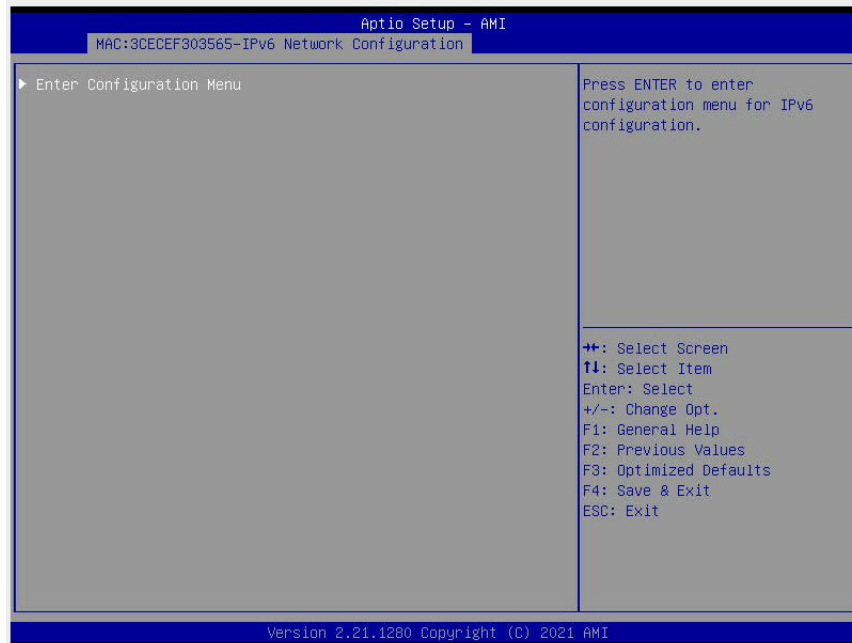 Aptio Setup – AMI
MAC:3CECEF303565-IPv6 Network Configuration
▶ Enter Configuration Menu
Press ENTER to enter
configuration menu for IPv6
configuration.
→←: Select Screen
↑↓: Select Item
Enter: Select
+/-: Change Opt.
F1: General Help
F2: Previous Values
F3: Optimized Defaults
F4: Save & Exit
ESC: Exit
Version 2.21.1280 Copyright (C) 2021 AMI